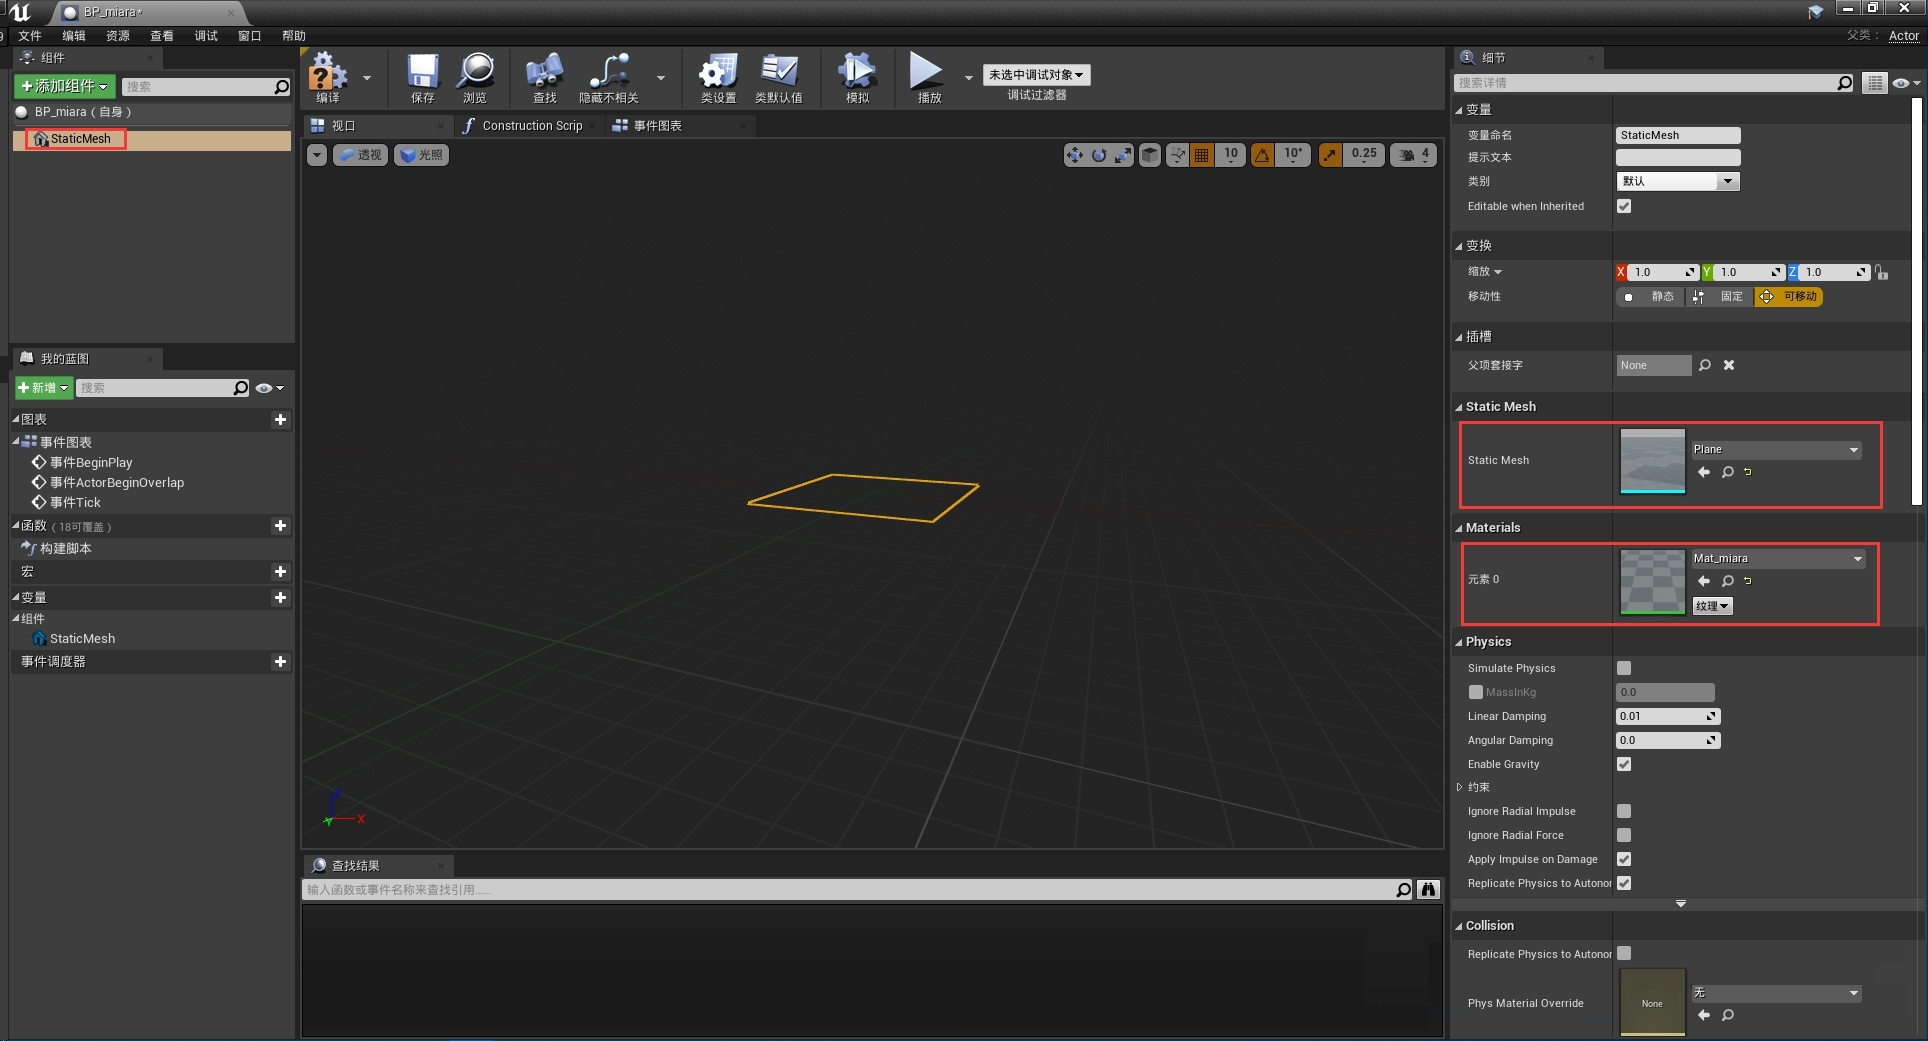 BP_miara*
文件 编辑 资源 查看 调试 窗口 帮助
父类： Actor
组件
+添加组件
搜索
BP_miara（自身）
StaticMesh
我的蓝图
+新增
搜索
图表
事件图表
事件BeginPlay
事件ActorBeginOverlap
事件Tick
函数（18可覆盖）
构建脚本
宏
变量
组件
StaticMesh
事件调度器
编译
保存
浏览
查找
隐藏不相关
类设置
类默认值
模拟
播放
未选中调试对象
调试过滤器
视口
Construction Scrip
事件图表
透视
光照
10
10°
0.25
4
Z
X
Y
查找结果
输入函数或事件名称来查找引用......
细节
搜索详情
变量
变量命名 StaticMesh
提示文本
类别 默认
Editable when Inherited
变换
缩放 X 1.0 Y 1.0 Z 1.0
移动性 静态 固定 可移动
插槽
父项套接字 None
Static Mesh
Static Mesh Plane
Materials
元素 0 Mat_miara
纹理
Physics
Simulate Physics
MassInKg 0.0
Linear Damping 0.01
Angular Damping 0.0
Enable Gravity
约束
Ignore Radial Impulse
Ignore Radial Force
Apply Impulse on Damage
Replicate Physics to Autonor
Collision
Replicate Physics to Autonor
Phys Material Override None 无